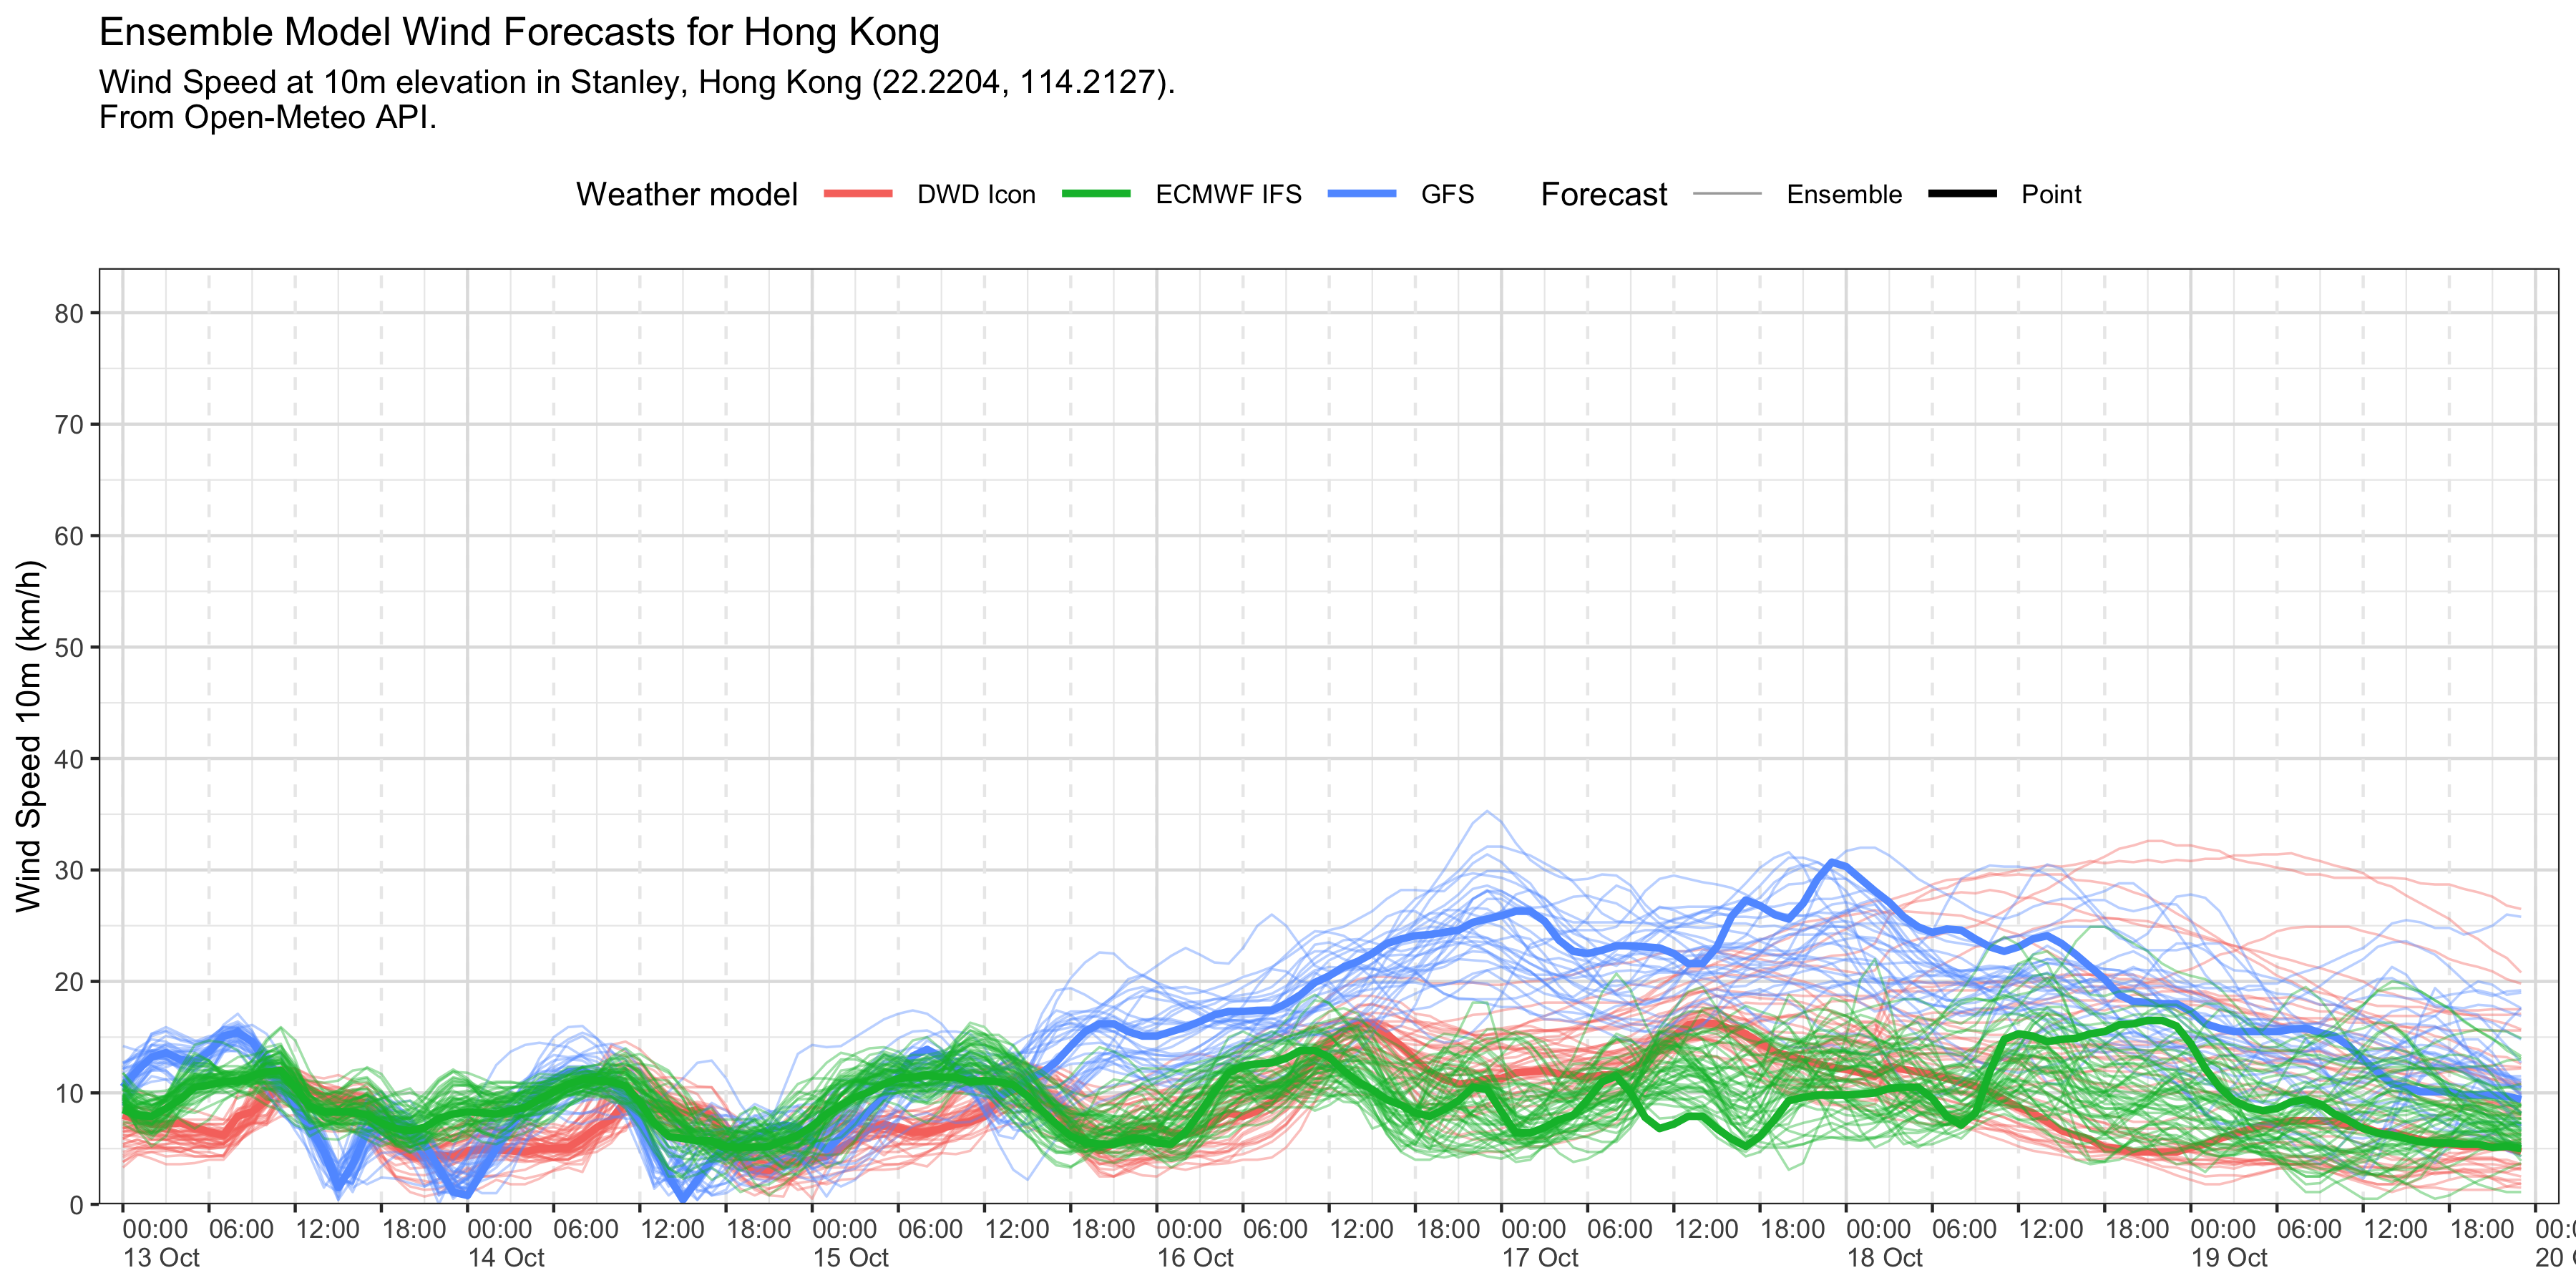 Ensemble Model Wind Forecasts for Hong Kong
Wind Speed at 10m elevation in Stanley, Hong Kong (22.2204, 114.2127).
From Open-Meteo API.
Weather model DWD Icon ECMWF IFS GFS Forecast Ensemble Point
Wind Speed 10m (km/h)
80
70
60
50
40
30
20
10
0
00:00 06:00 12:00 18:00 00:00 06:00 12:00 18:00 00:00 06:00 12:00 18:00 00:00 06:00 12:00 18:00 00:00 06:00 12:00 18:00 00:00 06:00 12:00 18:00 00:00 06:00 12:00 18:00
13 Oct 14 Oct 15 Oct 16 Oct 17 Oct 18 Oct 19 Oct 20